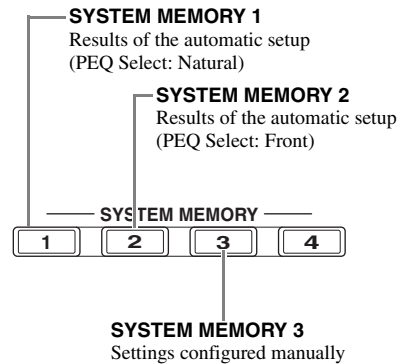 SYSTEM MEMORY 1
Results of the automatic setup
(PEQ Select: Natural)
SYSTEM MEMORY 2
Results of the automatic setup
(PEQ Select: Front)
SYSTEM MEMORY
1 2 3 4
SYSTEM MEMORY 3
Settings configured manually